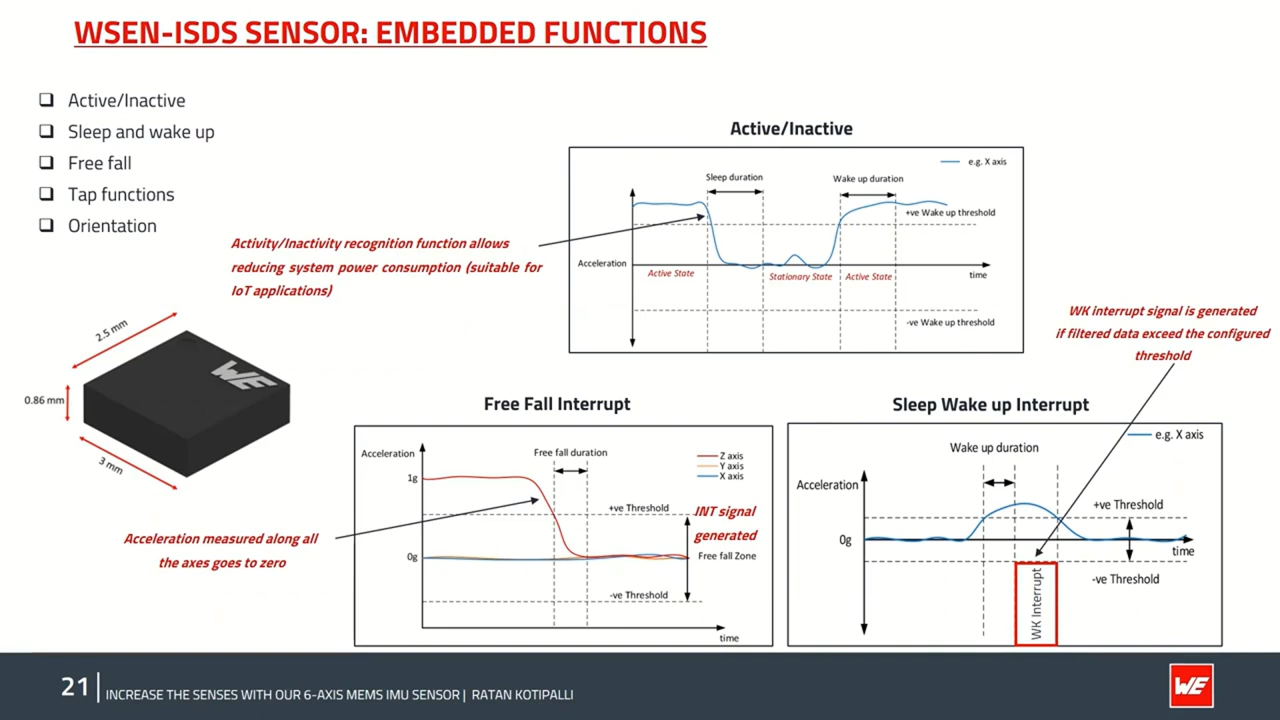 WSEN-ISDS SENSOR: EMBEDDED FUNCTIONS
❑ Active/Inactive
❑ Sleep and wake up
❑ Free fall
❑ Tap functions
❑ Orientation
Activity/Inactivity recognition function allows
reducing system power consumption (suitable for
IoT applications)
Active/Inactive
e.g. X axis
Sleep duration
Wake up duration
+ve Wake up threshold
Acceleration
time
Active State
Stationary State
Active State
-ve Wake up threshold
WK interrupt signal is generated
if filtered data exceed the configured
threshold
2.5 mm
WE
0.86 mm
3 mm
Free Fall Interrupt
Acceleration
Free fall duration
Z axis
Y axis
X axis
1g
+ve Threshold
INT signal
generated
0g
Free fall Zone
-ve Threshold
time
Acceleration measured along all
the axes goes to zero
Sleep Wake up Interrupt
e.g. X axis
Wake up duration
Acceleration
+ve Threshold
0g
time
-ve Threshold
WK Interrupt
21 INCREASE THE SENSES WITH OUR 6-AXIS MEMS IMU SENSOR | RATAN KOTIPALLI
WE